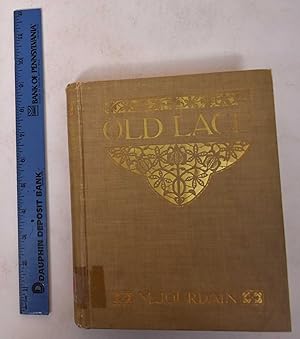 OLD LACE
M. JOURDAIN
BANK OF PENNSYLVANIA
DAUPHIN DEPOSIT BANK